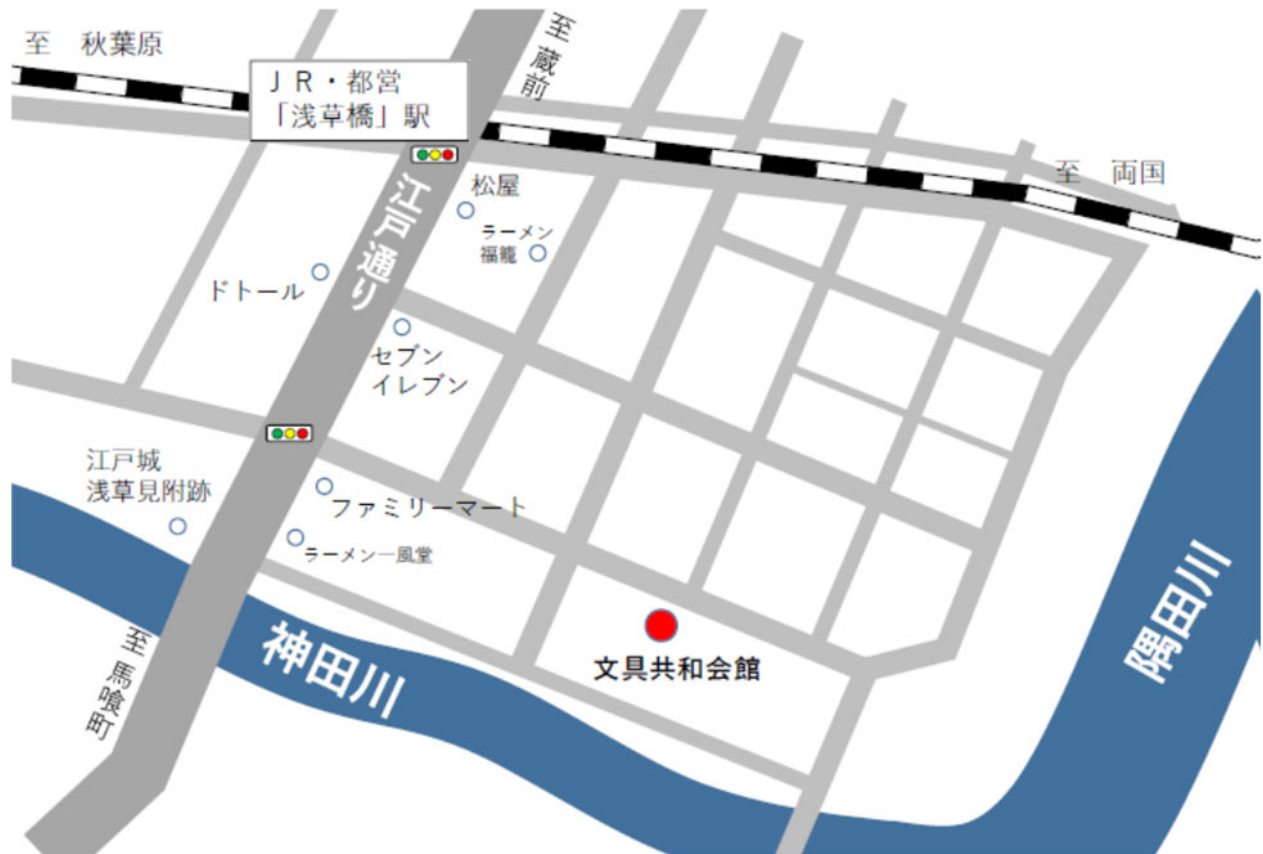 至　秋葉原
至 蔵前
ＪＲ・都営
「浅草橋」駅
至　両国
松屋
江戸通り
ラーメン
福籠
ドトール
セブン
イレブン
江戸城
浅草見附跡
ファミリーマート
ラーメン一風堂
隅田川
神田川
文具共和会館
至 馬喰町